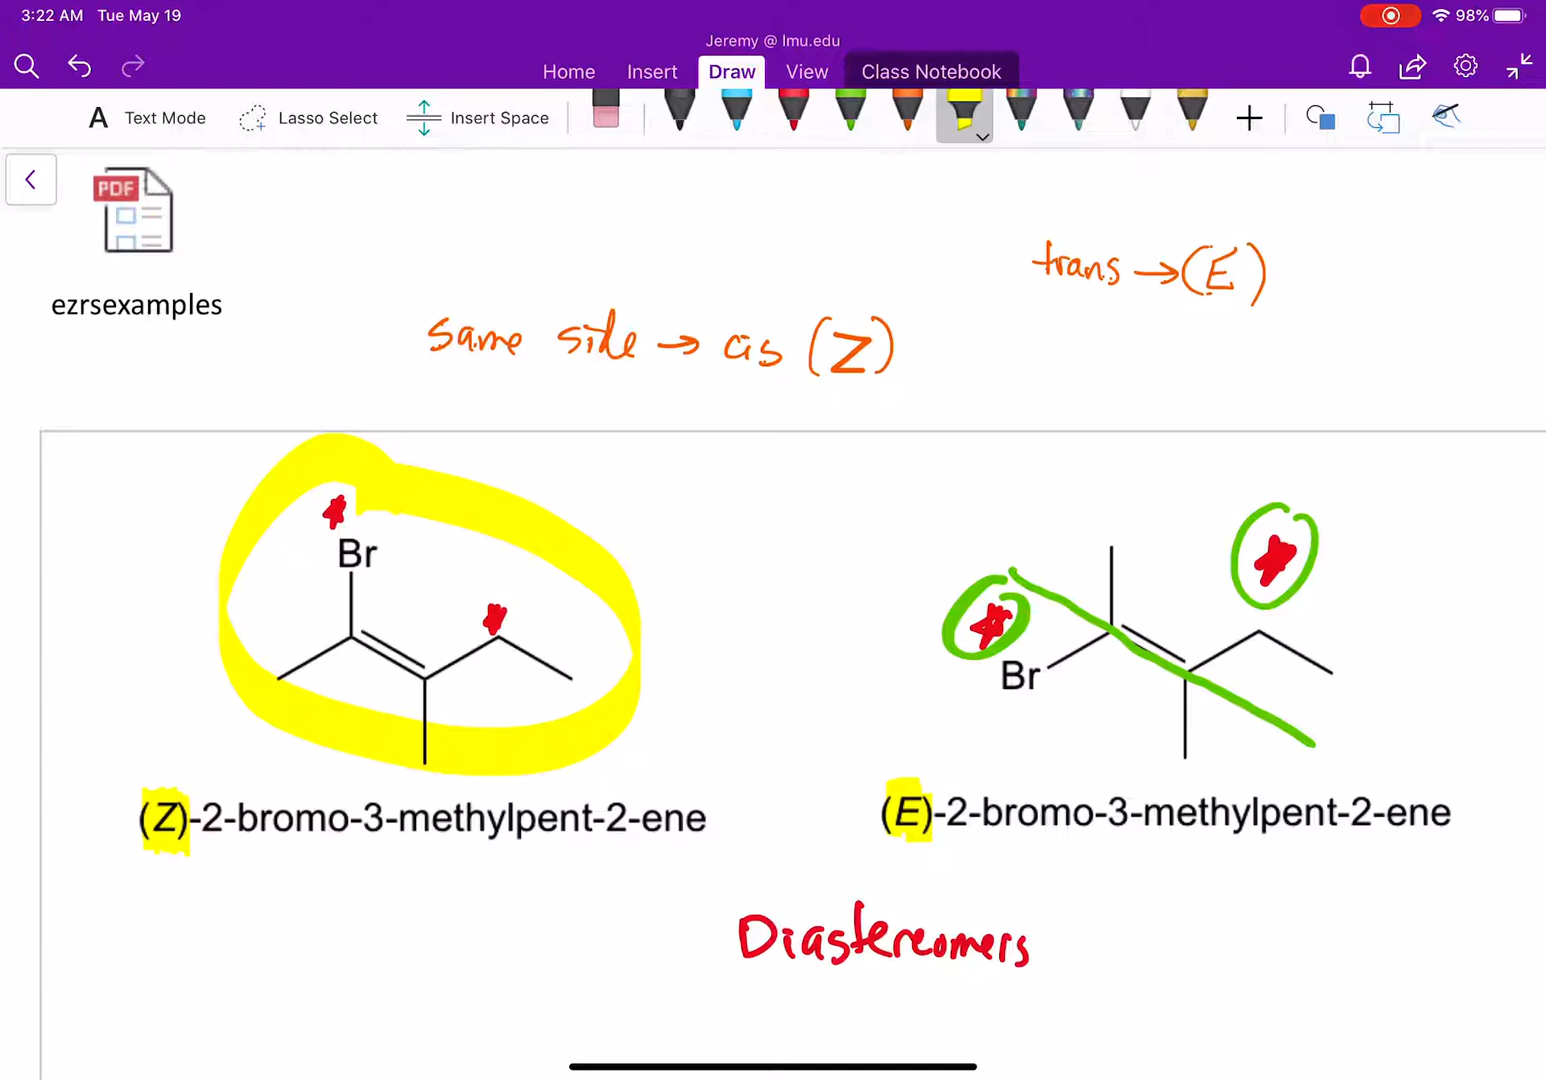 3:22 AM Tue May 19
98%
Jeremy @ lmu.edu
Home Insert Draw View Class Notebook
A Text Mode Lasso Select Insert Space
PDF
ezrsexamples
trans → (E)
same side → cis (Z)
Br
Br
(Z)-2-bromo-3-methylpent-2-ene
(E)-2-bromo-3-methylpent-2-ene
Diastereomers